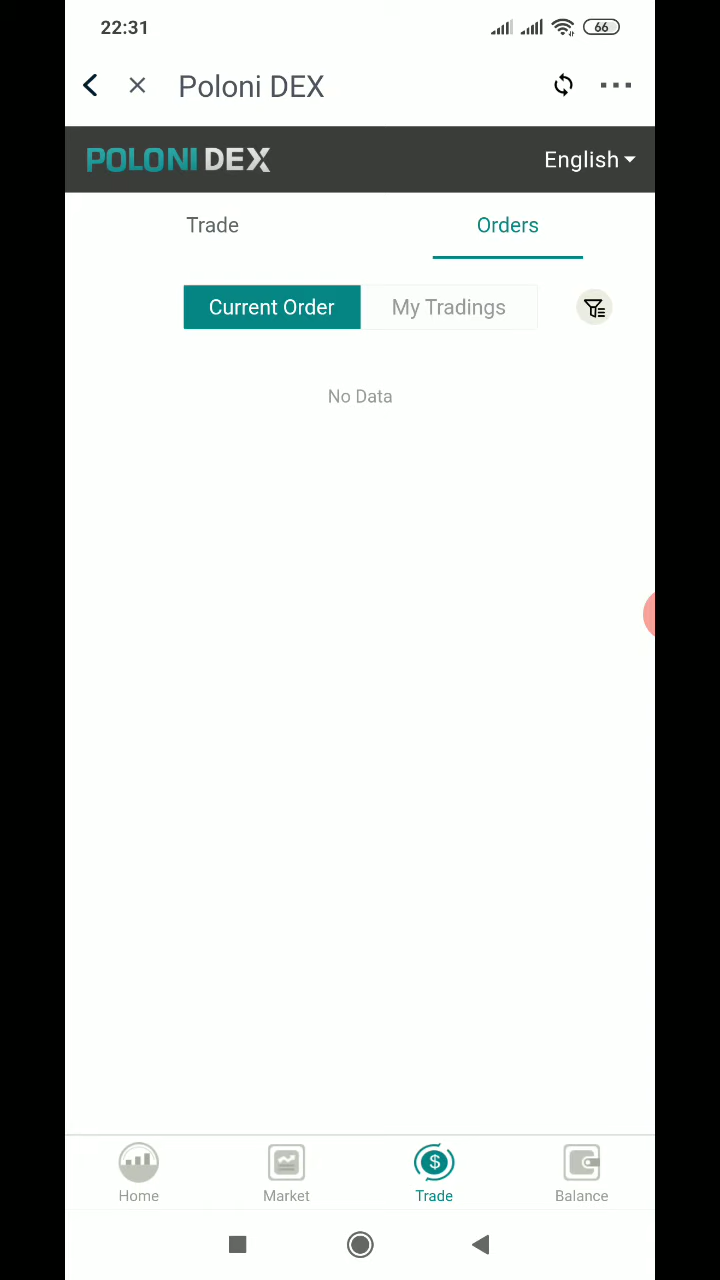 22:31
66
Poloni DEX
POLONI DEX
English
Trade
Orders
Current Order
My Tradings
No Data
Home
Market
Trade
Balance